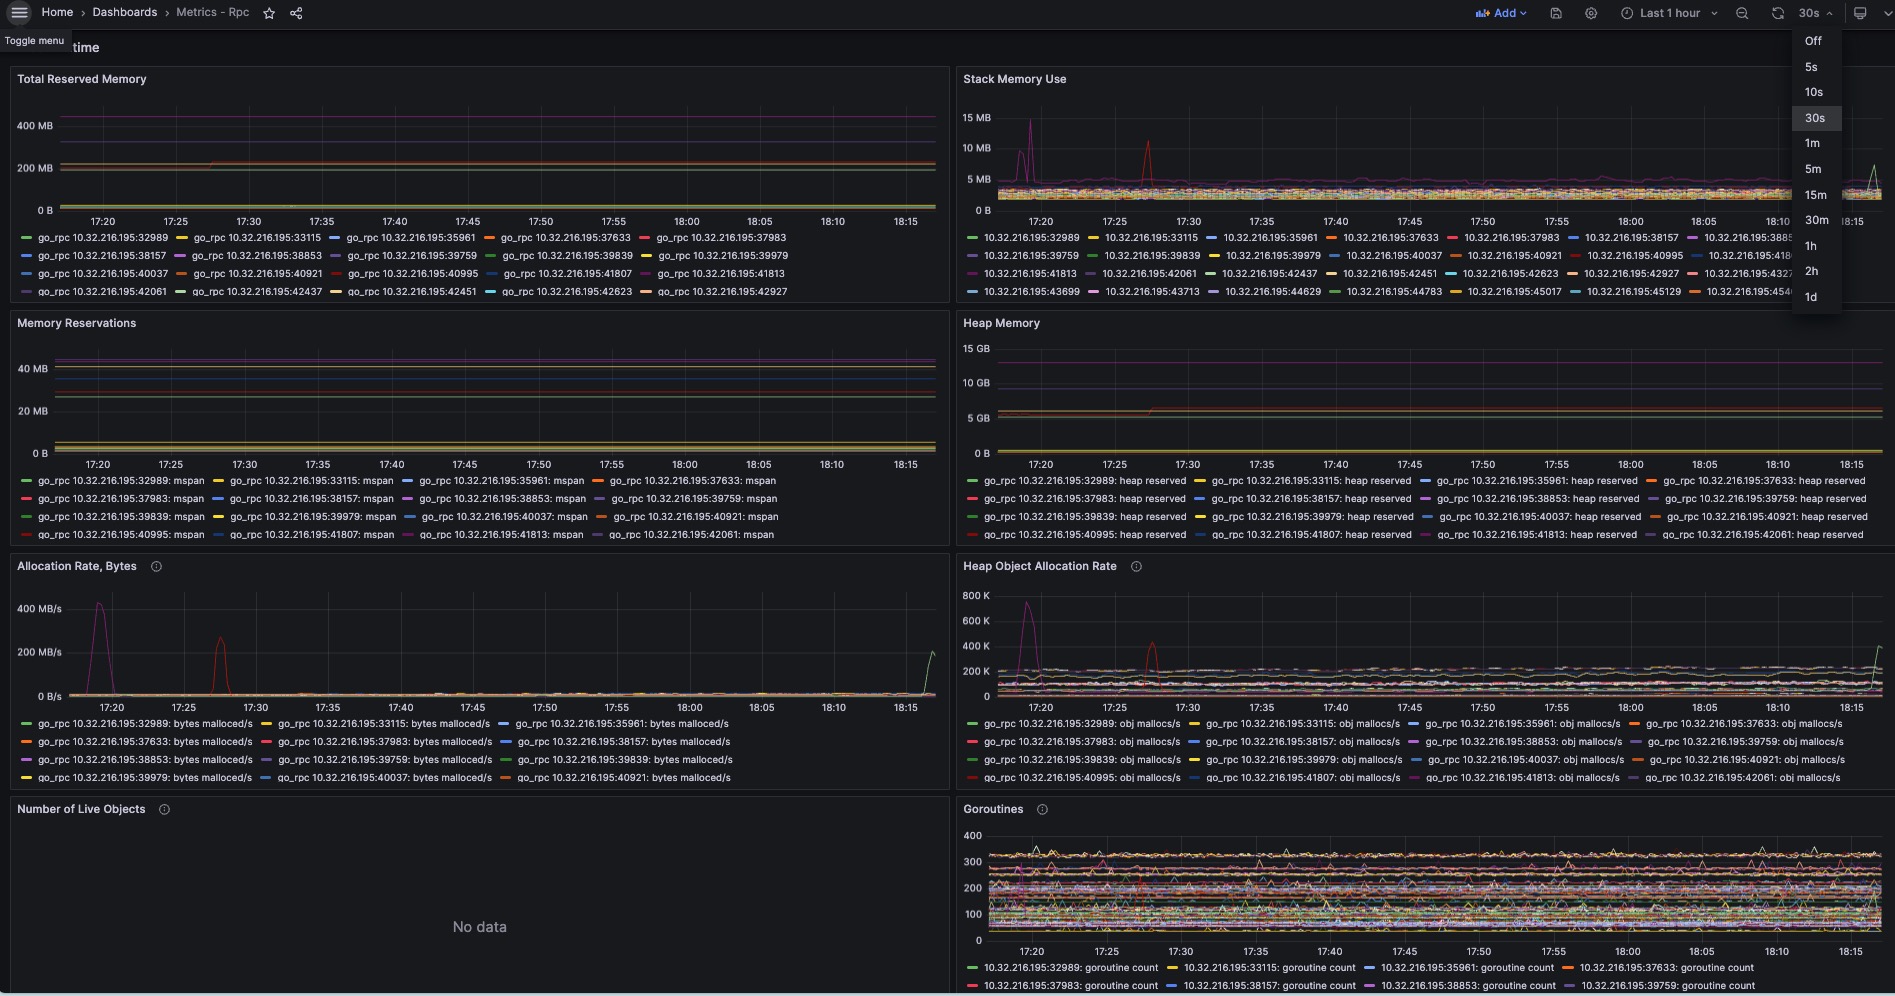 Home › Dashboards › Metrics - Rpc
Add
Last 1 hour
30s
Toggle menu
time
Off
5s
10s
30s
1m
5m
15m
30m
1h
2h
1d
Total Reserved Memory
400 MB
200 MB
0 B
17:20 17:25 17:30 17:35 17:40 17:45 17:50 17:55 18:00 18:05 18:10 18:15
go_rpc 10.32.216.195:32989 go_rpc 10.32.216.195:33115 go_rpc 10.32.216.195:35961 go_rpc 10.32.216.195:37633 go_rpc 10.32.216.195:37983
go_rpc 10.32.216.195:38157 go_rpc 10.32.216.195:38853 go_rpc 10.32.216.195:39759 go_rpc 10.32.216.195:39839 go_rpc 10.32.216.195:39979
go_rpc 10.32.216.195:40037 go_rpc 10.32.216.195:40921 go_rpc 10.32.216.195:40995 go_rpc 10.32.216.195:41807 go_rpc 10.32.216.195:41813
go_rpc 10.32.216.195:42061 go_rpc 10.32.216.195:42437 go_rpc 10.32.216.195:42451 go_rpc 10.32.216.195:42623 go_rpc 10.32.216.195:42927
Stack Memory Use
15 MB
10 MB
5 MB
0 B
17:20 17:25 17:30 17:35 17:40 17:45 17:50 17:55 18:00 18:05 18:10 18:15
10.32.216.195:32989 10.32.216.195:33115 10.32.216.195:35961 10.32.216.195:37633 10.32.216.195:37983 10.32.216.195:38157 10.32.216.195:3885
10.32.216.195:39759 10.32.216.195:39839 10.32.216.195:39979 10.32.216.195:40037 10.32.216.195:40921 10.32.216.195:40995 10.32.216.195:4180
10.32.216.195:41813 10.32.216.195:42061 10.32.216.195:42437 10.32.216.195:42451 10.32.216.195:42623 10.32.216.195:42927 10.32.216.195:4327
10.32.216.195:43699 10.32.216.195:43713 10.32.216.195:44629 10.32.216.195:44783 10.32.216.195:45017 10.32.216.195:45129 10.32.216.195:454
Memory Reservations
40 MB
20 MB
0 B
17:20 17:25 17:30 17:35 17:40 17:45 17:50 17:55 18:00 18:05 18:10 18:15
go_rpc 10.32.216.195:32989: mspan go_rpc 10.32.216.195:33115: mspan go_rpc 10.32.216.195:35961: mspan go_rpc 10.32.216.195:37633: mspan
go_rpc 10.32.216.195:37983: mspan go_rpc 10.32.216.195:38157: mspan go_rpc 10.32.216.195:38853: mspan go_rpc 10.32.216.195:39759: mspan
go_rpc 10.32.216.195:39839: mspan go_rpc 10.32.216.195:39979: mspan go_rpc 10.32.216.195:40037: mspan go_rpc 10.32.216.195:40921: mspan
go_rpc 10.32.216.195:40995: mspan go_rpc 10.32.216.195:41807: mspan go_rpc 10.32.216.195:41813: mspan go_rpc 10.32.216.195:42061: mspan
Heap Memory
15 GB
10 GB
5 GB
0 B
17:20 17:25 17:30 17:35 17:40 17:45 17:50 17:55 18:00 18:05 18:10 18:15
go_rpc 10.32.216.195:32989: heap reserved go_rpc 10.32.216.195:33115: heap reserved go_rpc 10.32.216.195:35961: heap reserved go_rpc 10.32.216.195:37633: heap reserved
go_rpc 10.32.216.195:37983: heap reserved go_rpc 10.32.216.195:38157: heap reserved go_rpc 10.32.216.195:38853: heap reserved go_rpc 10.32.216.195:39759: heap reserved
go_rpc 10.32.216.195:39839: heap reserved go_rpc 10.32.216.195:39979: heap reserved go_rpc 10.32.216.195:40037: heap reserved go_rpc 10.32.216.195:40921: heap reserved
go_rpc 10.32.216.195:40995: heap reserved go_rpc 10.32.216.195:41807: heap reserved go_rpc 10.32.216.195:41813: heap reserved go_rpc 10.32.216.195:42061: heap reserved
Allocation Rate, Bytes
400 MB/s
200 MB/s
0 B/s
17:20 17:25 17:30 17:35 17:40 17:45 17:50 17:55 18:00 18:05 18:10 18:15
go_rpc 10.32.216.195:32989: bytes malloced/s go_rpc 10.32.216.195:33115: bytes malloced/s go_rpc 10.32.216.195:35961: bytes malloced/s
go_rpc 10.32.216.195:37633: bytes malloced/s go_rpc 10.32.216.195:37983: bytes malloced/s go_rpc 10.32.216.195:38157: bytes malloced/s
go_rpc 10.32.216.195:38853: bytes malloced/s go_rpc 10.32.216.195:39759: bytes malloced/s go_rpc 10.32.216.195:39839: bytes malloced/s
go_rpc 10.32.216.195:39979: bytes malloced/s go_rpc 10.32.216.195:40037: bytes malloced/s go_rpc 10.32.216.195:40921: bytes malloced/s
Heap Object Allocation Rate
800 K
600 K
400 K
200 K
0
17:20 17:25 17:30 17:35 17:40 17:45 17:50 17:55 18:00 18:05 18:10 18:15
go_rpc 10.32.216.195:32989: obj mallocs/s go_rpc 10.32.216.195:33115: obj mallocs/s go_rpc 10.32.216.195:35961: obj mallocs/s go_rpc 10.32.216.195:37633: obj mallocs/s
go_rpc 10.32.216.195:37983: obj mallocs/s go_rpc 10.32.216.195:38157: obj mallocs/s go_rpc 10.32.216.195:38853: obj mallocs/s go_rpc 10.32.216.195:39759: obj mallocs/s
go_rpc 10.32.216.195:39839: obj mallocs/s go_rpc 10.32.216.195:39979: obj mallocs/s go_rpc 10.32.216.195:40037: obj mallocs/s go_rpc 10.32.216.195:40921: obj mallocs/s
go_rpc 10.32.216.195:40995: obj mallocs/s go_rpc 10.32.216.195:41807: obj mallocs/s go_rpc 10.32.216.195:41813: obj mallocs/s go_rpc 10.32.216.195:42061: obj mallocs/s
Number of Live Objects
No data
Goroutines
400
300
200
100
0
17:20 17:25 17:30 17:35 17:40 17:45 17:50 17:55 18:00 18:05 18:10 18:15
10.32.216.195:32989: goroutine count 10.32.216.195:33115: goroutine count 10.32.216.195:35961: goroutine count 10.32.216.195:37633: goroutine count
10.32.216.195:37983: goroutine count 10.32.216.195:38157: goroutine count 10.32.216.195:38853: goroutine count 10.32.216.195:39759: goroutine count